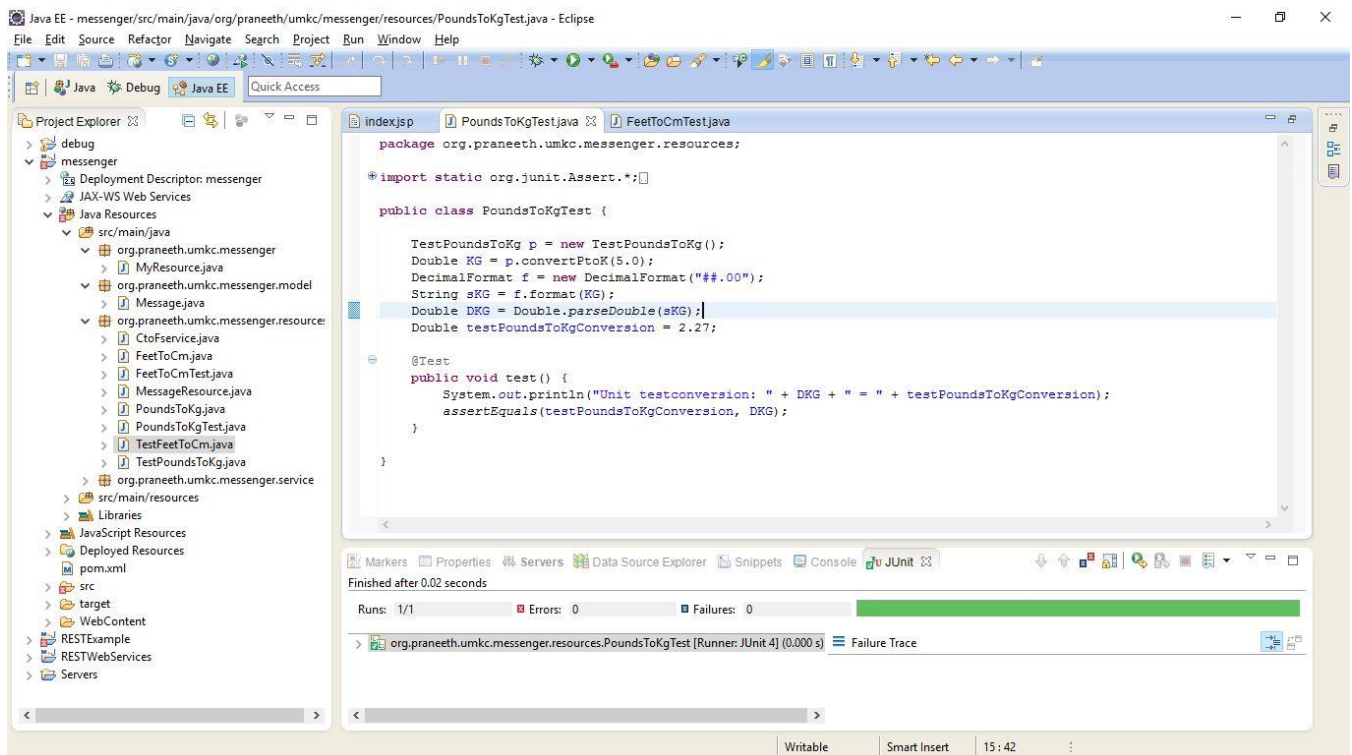 Java EE - messenger/src/main/java/org/praneeth/umkc/messenger/resources/PoundsToKgTest.java - Eclipse
File Edit Source Refactor Navigate Search Project Run Window Help
Java Debug Java EE Quick Access
Project Explorer
debug
messenger
Deployment Descriptor: messenger
JAX-WS Web Services
Java Resources
src/main/java
org.praneeth.umkc.messenger
MyResource.java
org.praneeth.umkc.messenger.model
Message.java
org.praneeth.umkc.messenger.resource
CtoFservice.java
FeetToCm.java
FeetToCmTest.java
MessageResource.java
PoundsToKg.java
PoundsToKgTest.java
TestFeetToCm.java
TestPoundsToKg.java
org.praneeth.umkc.messenger.service
src/main/resources
Libraries
JavaScript Resources
Deployed Resources
pom.xml
src
target
WebContent
RESTExample
RESTWebServices
Servers
index.jsp PoundsToKgTest.java FeetToCmTest.java
package org.praneeth.umkc.messenger.resources;
import static org.junit.Assert.*;
public class PoundsToKgTest {
TestPoundsToKg p = new TestPoundsToKg();
Double KG = p.convertPtoK(5.0);
DecimalFormat f = new DecimalFormat("##.00");
String sKG = f.format(KG);
Double DKG = Double.parseDouble(sKG);
Double testPoundsToKgConversion = 2.27;
@Test
public void test() {
System.out.println("Unit testconversion: " + DKG + " = " + testPoundsToKgConversion);
assertEquals(testPoundsToKgConversion, DKG);
}
}
Markers Properties Servers Data Source Explorer Snippets Console JUnit
Finished after 0.02 seconds
Runs: 1/1 Errors: 0 Failures: 0
org.praneeth.umkc.messenger.resources.PoundsToKgTest [Runner: JUnit 4] (0.000 s) Failure Trace
Writable Smart Insert 15 : 42